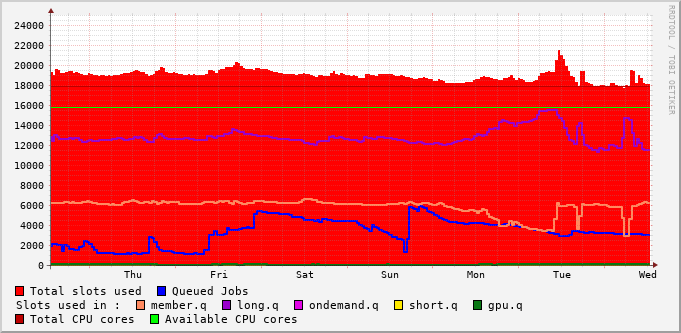 24000
22000
20000
18000
16000
14000
12000
10000
8000
6000
4000
2000
0
Thu Fri Sat Sun Mon Tue Wed
Total slots used Queued Jobs
Slots used in : member.q long.q ondemand.q short.q gpu.q
Total CPU cores Available CPU cores
RRDTOOL / TOBI OETIKER